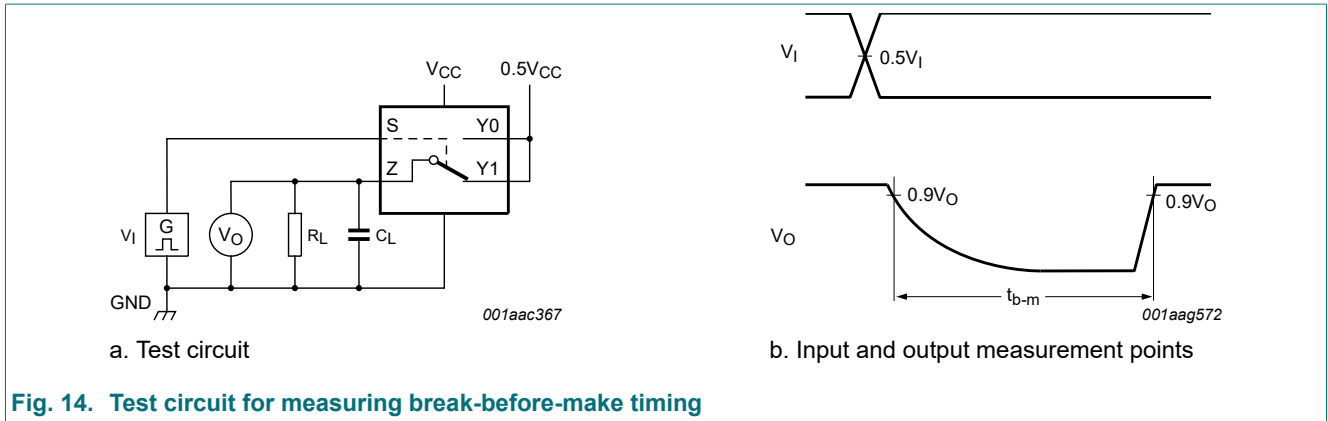 VCC 0.5VCC
S Y0
Z Y1
VI G VO RL CL
GND
001aac367
a. Test circuit
VI 0.5VI
0.9VO 0.9VO
VO
tb-m
001aag572
b. Input and output measurement points
Fig. 14. Test circuit for measuring break-before-make timing